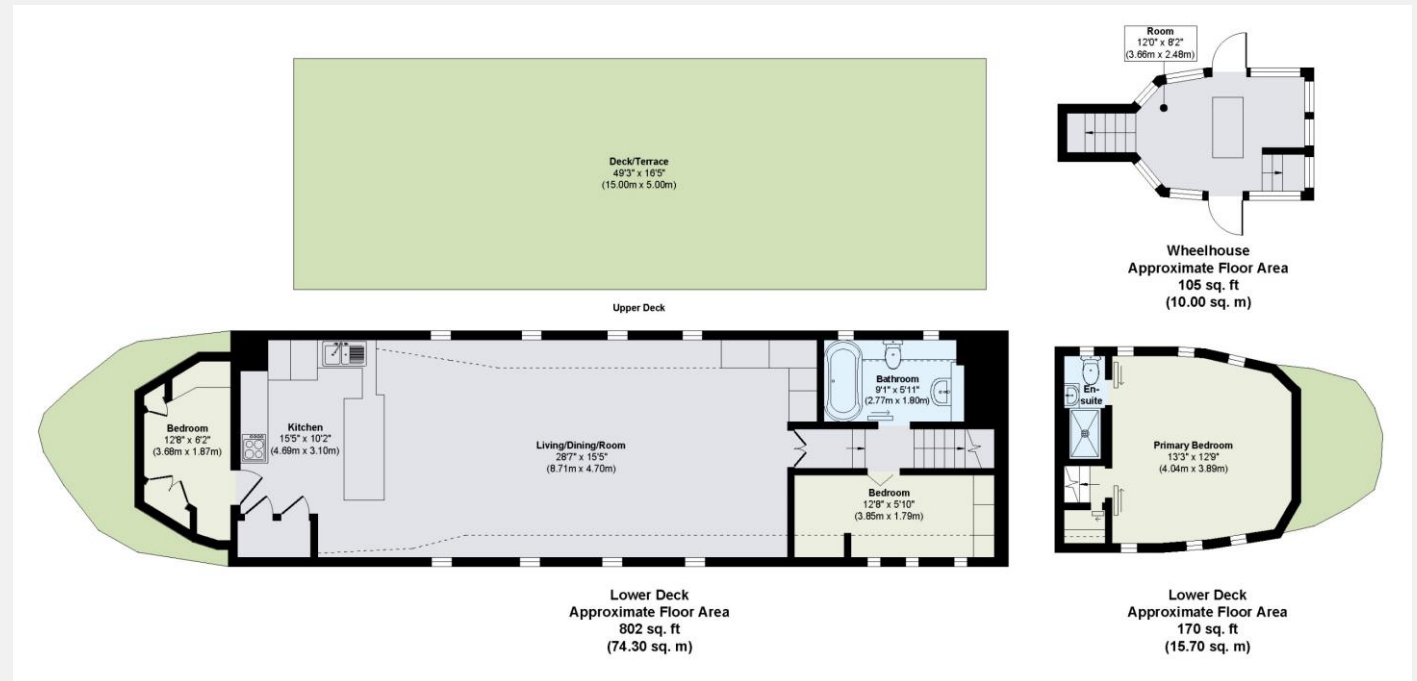 Deck/Terrace
49'3" x 16'5"
(15.00m x 5.00m)
Upper Deck
Room
12'0" x 8'2"
(3.66m x 2.48m)
Wheelhouse
Approximate Floor Area
105 sq. ft
(10.00 sq. m)
Bedroom
12'8" x 6'2"
(3.68m x 1.87m)
Kitchen
15'5" x 10'2"
(4.69m x 3.10m)
Living/Dining/Room
28'7" x 15'5"
(8.71m x 4.70m)
Bathroom
9'1" x 5'11"
(2.77m x 1.80m)
Bedroom
12'8" x 5'10"
(3.85m x 1.79m)
Lower Deck
Approximate Floor Area
802 sq. ft
(74.30 sq. m)
En-
suite
Primary Bedroom
13'3" x 12'9"
(4.04m x 3.89m)
Lower Deck
Approximate Floor Area
170 sq. ft
(15.70 sq. m)